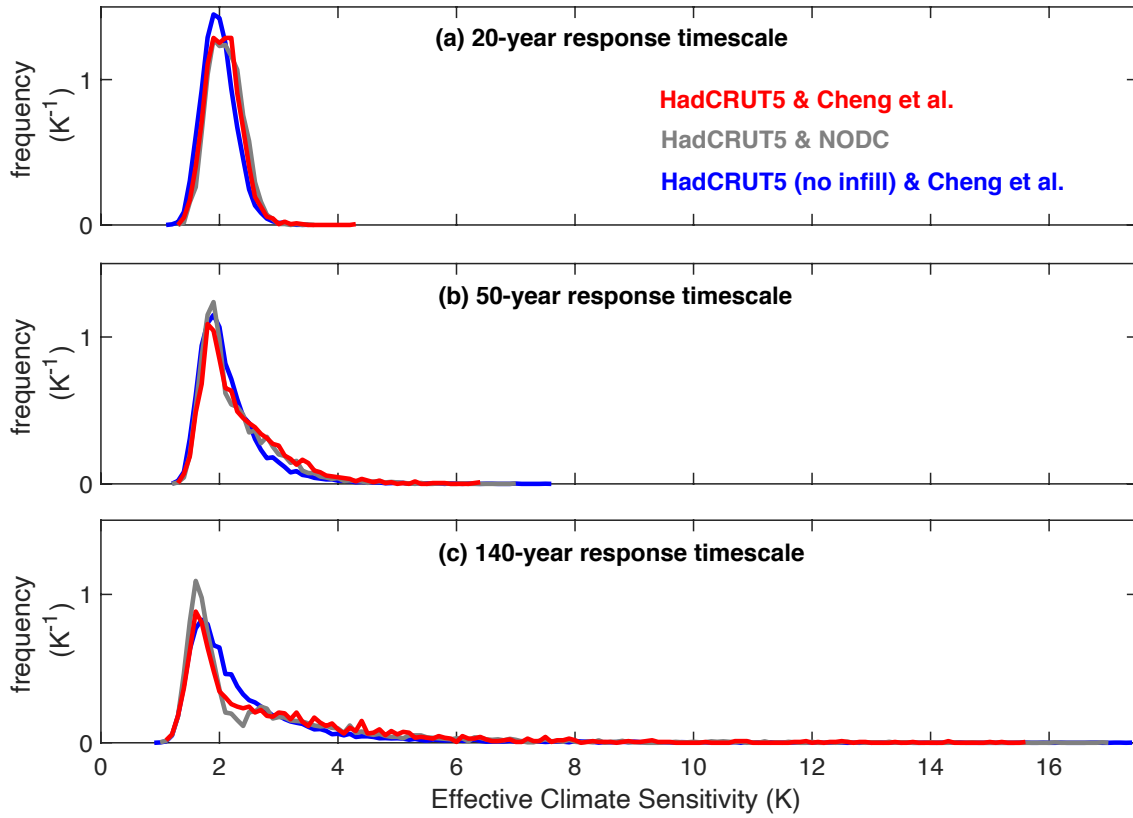 (a) 20-year response timescale
HadCRUT5 & Cheng et al.
HadCRUT5 & NODC
HadCRUT5 (no infill) & Cheng et al.
frequency
(K⁻¹)
1
0
(b) 50-year response timescale
frequency
(K⁻¹)
1
0
(c) 140-year response timescale
frequency
(K⁻¹)
1
0
0 2 4 6 8 10 12 14 16
Effective Climate Sensitivity (K)